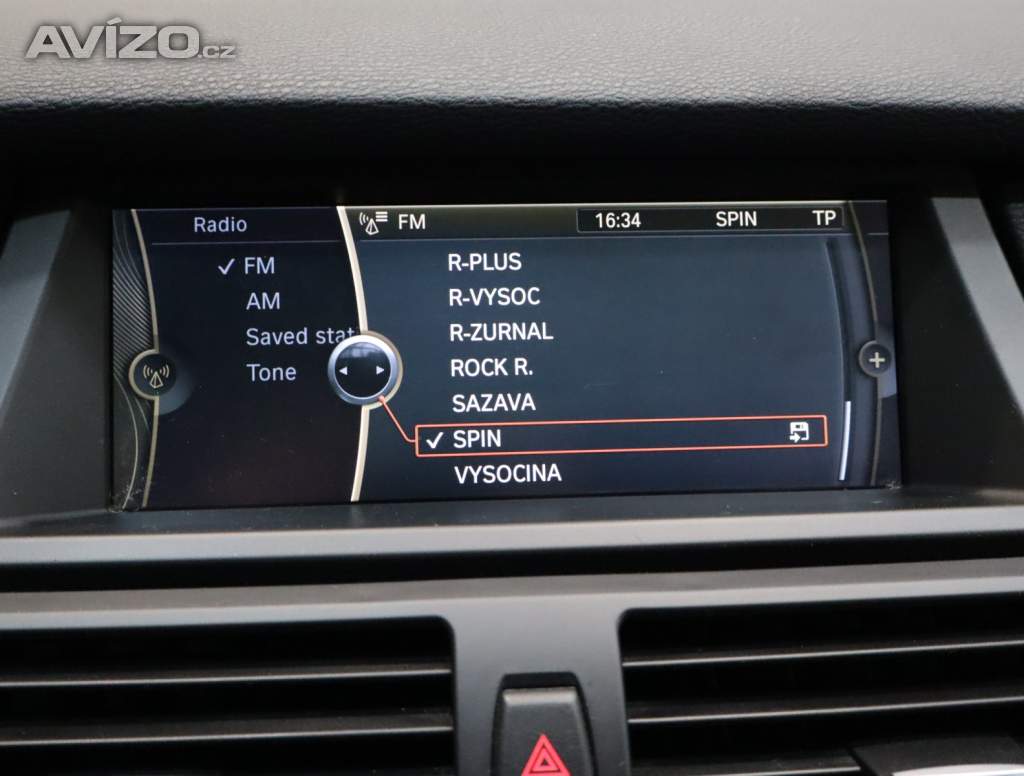 AVÍZO.cz
Radio
FM 16:34 SPIN TP
✓ FM
AM
Saved stat
Tone
R-PLUS
R-VYSOC
R-ZURNAL
ROCK R.
SAZAVA
✓ SPIN
VYSOCINA